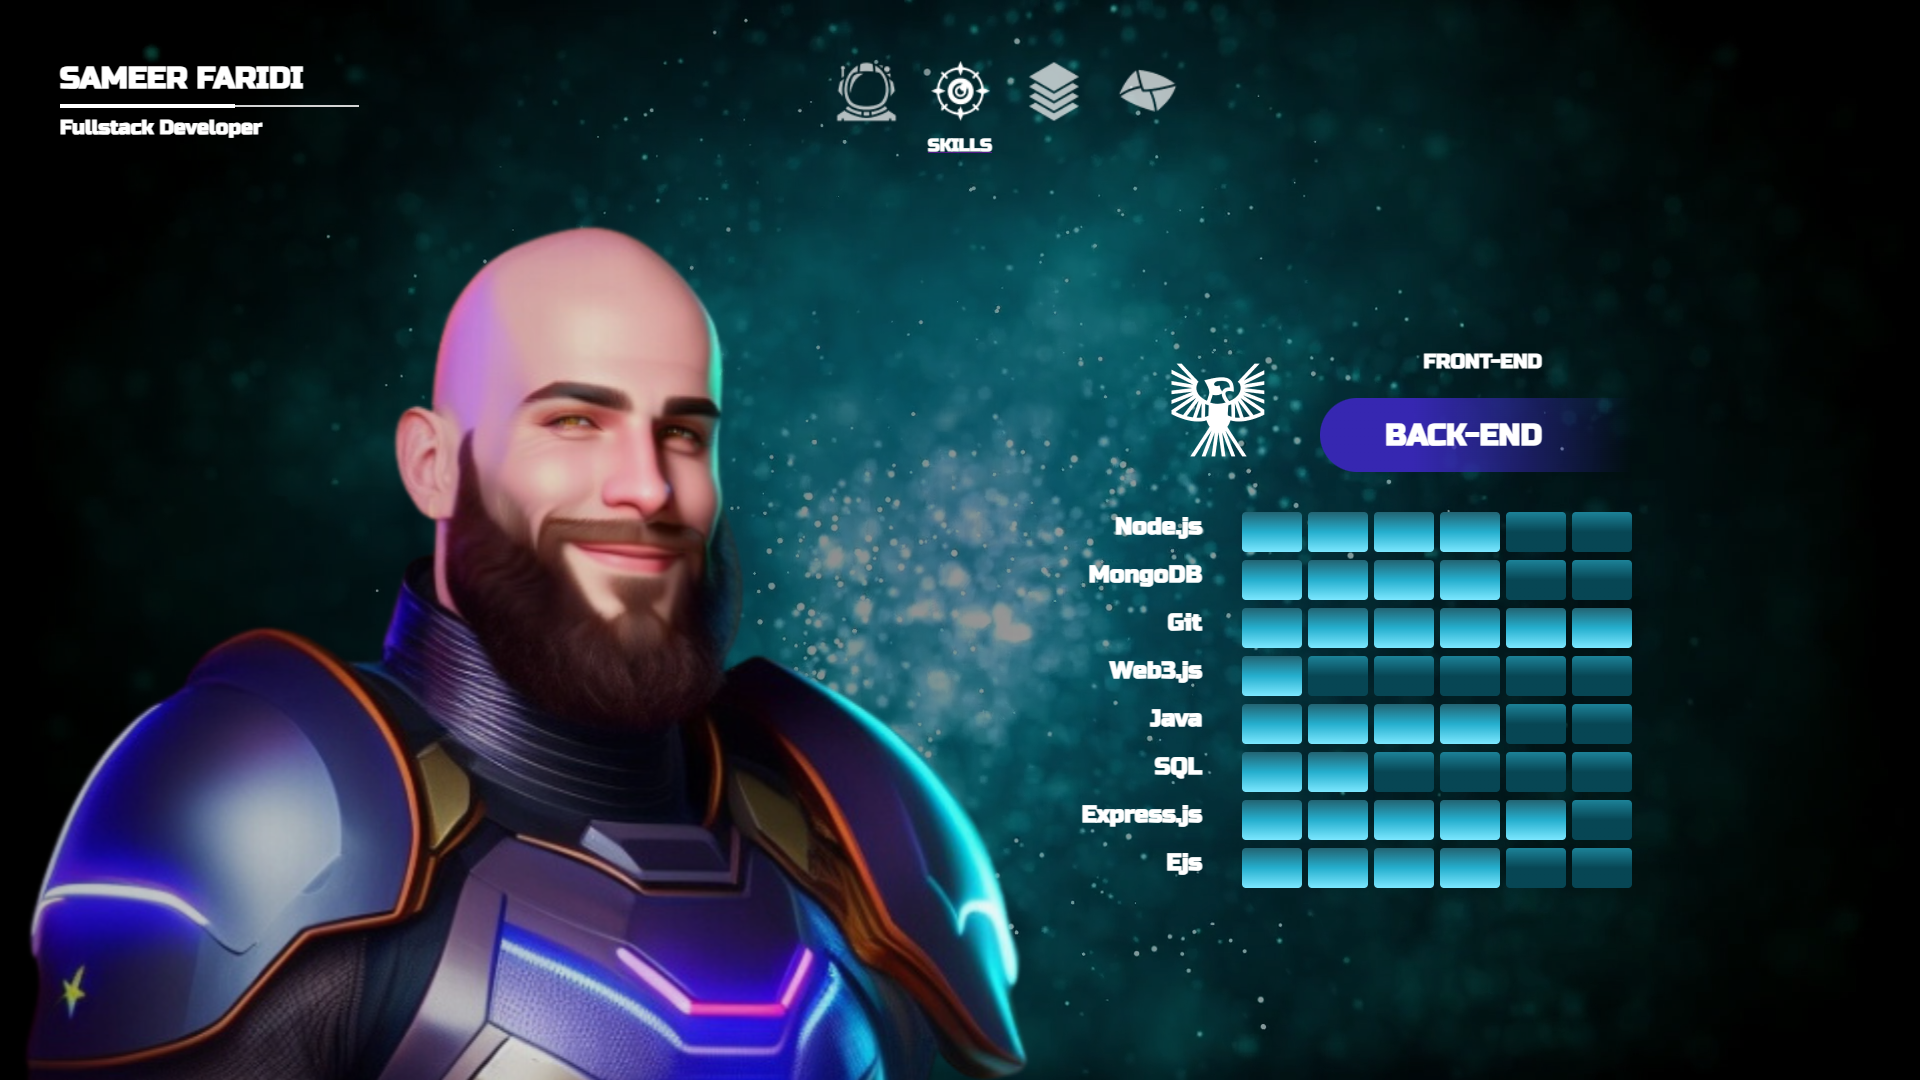 SAMEER FARIDI
Fullstack Developer
SKILLS
FRONT-END
BACK-END
Node.js
MongoDB
Git
Web3.js
Java
SQL
Express.js
Ejs